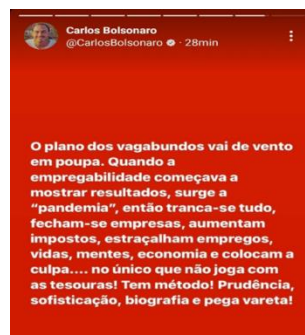 Carlos Bolsonaro
@CarlosBolsonaro · 28min
O plano dos vagabundos vai de vento
em poupa. Quando a
empregabilidade começava a
mostrar resultados, surge a
“pandemia”, então tranca-se tudo,
fecham-se empresas, aumentam
impostos, estraçalham empregos,
vidas, mentes, economia e colocam a
culpa.... no único que não joga com
as tesouras! Tem método! Prudência,
sofisticação, biografia e pega vareta!